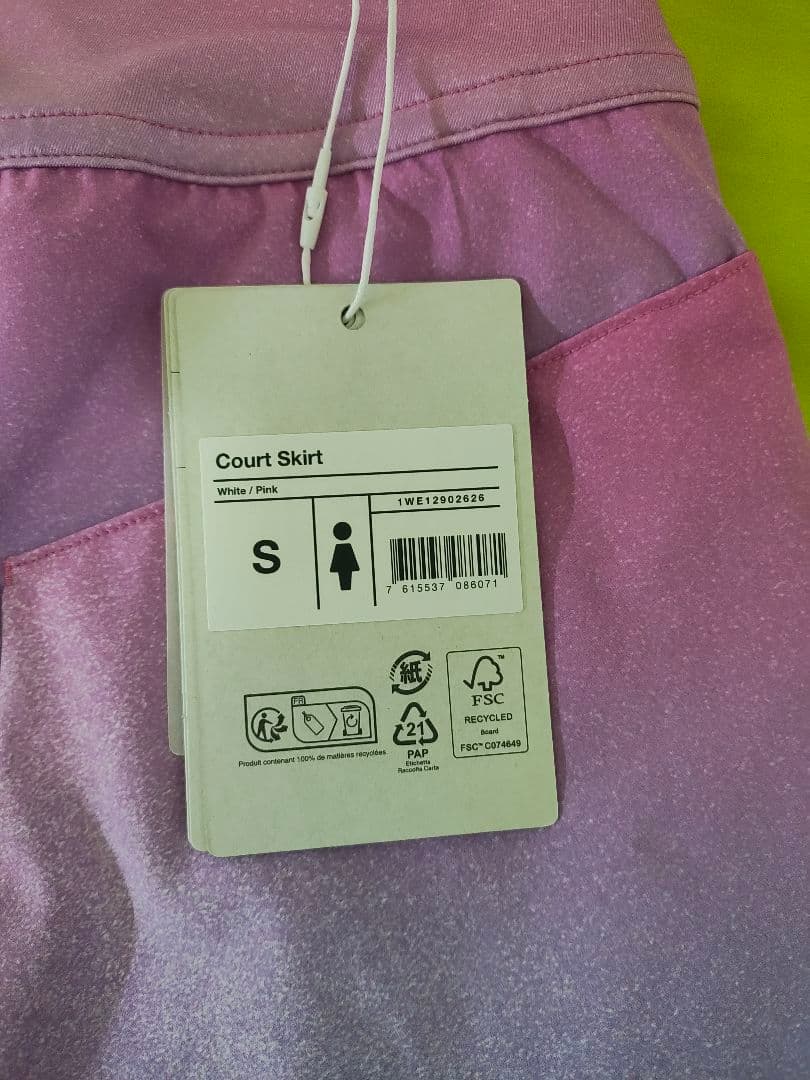 Court Skirt
White / Pink
1WE12902626
S
7 615537 086071
紙
FR
Produit contenant 100% de matières recyclées
21
PAP
Etichetta
Raccolta Carta
™
FSC
RECYCLED
Board
FSC™ C074649